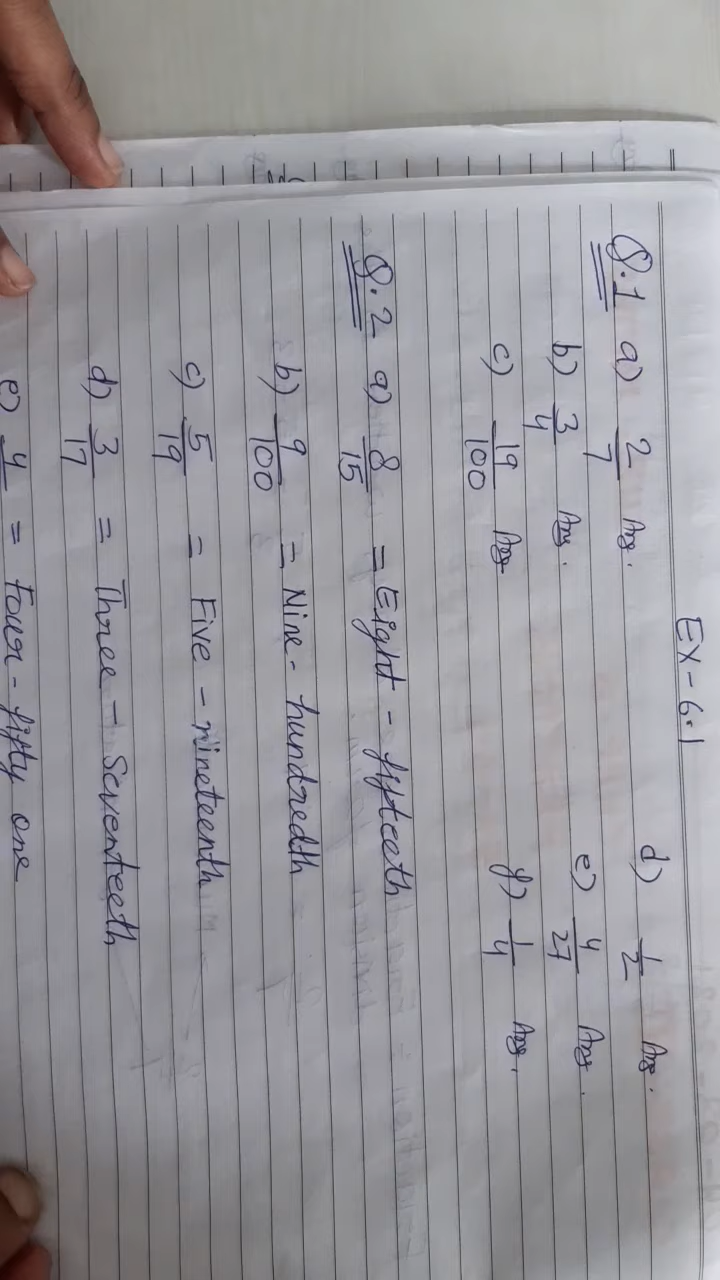 Ex - 6.1
Q.1 a) 2/7 Ans. d) 1/2 Ans.
b) 3/4 Ans. e) 4/27 Ans.
c) 19/100 Ans f) 1/4 Ans.
Q.2 a) 8/15 = Eight - fifteeth
b) 9/100 = Nine - hundredth
c) 5/19 = Five - nineteenth
d) 3/17 = Three - Seventeeth
e) 4 = Four - fifty one